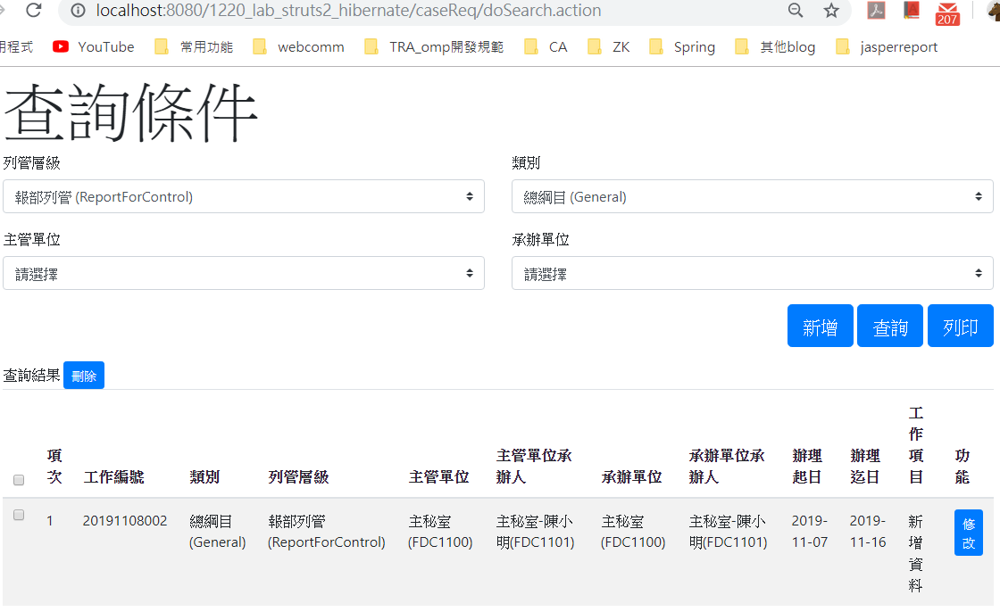 localhost:8080/1220_lab_struts2_hibernate/caseReq/doSearch.action
207
用程式 YouTube 常用功能 webcomm TRA_omp開發規範 CA ZK Spring 其他blog jasperreport
查詢條件
列管層級 類別
報部列管 (ReportForControl) 總綱目 (General)
主管單位 承辦單位
請選擇 請選擇
新增 查詢 列印
查詢結果 刪除
項次 工作編號 類別 列管層級 主管單位 主管單位承辦人 承辦單位 承辦單位承辦人 辦理起日 辦理迄日 工作項目 功能
1 20191108002 總綱目 (General) 報部列管 (ReportForControl) 主秘室 (FDC1100) 主秘室-陳小明(FDC1101) 主秘室 (FDC1100) 主秘室-陳小明(FDC1101) 2019-11-07 2019-11-16 新增資料 修改